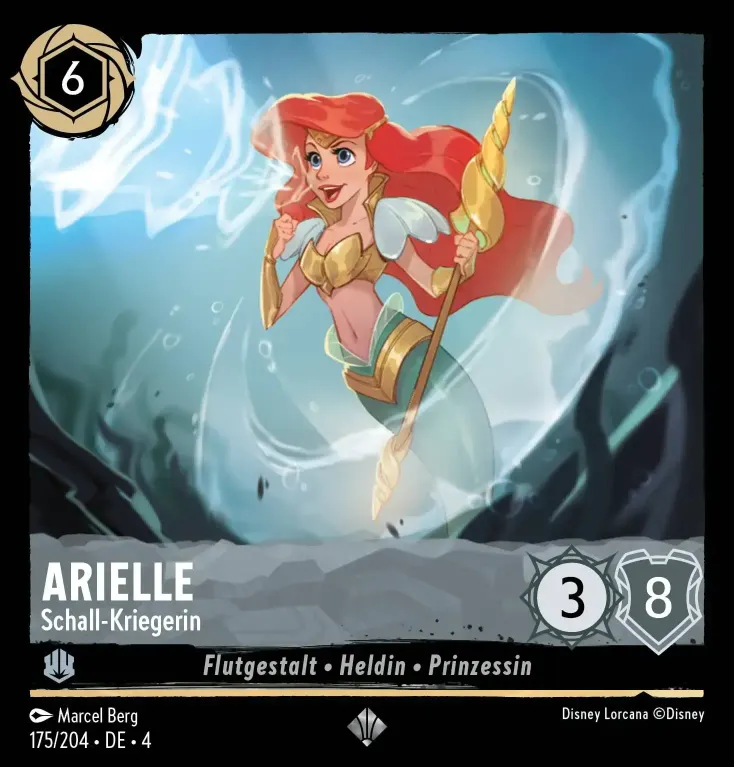 6
ARIELLE
Schall-Kriegerin
3
8
Flutgestalt • Heldin • Prinzessin
Marcel Berg
Disney Lorcana ©Disney
175/204 • DE • 4